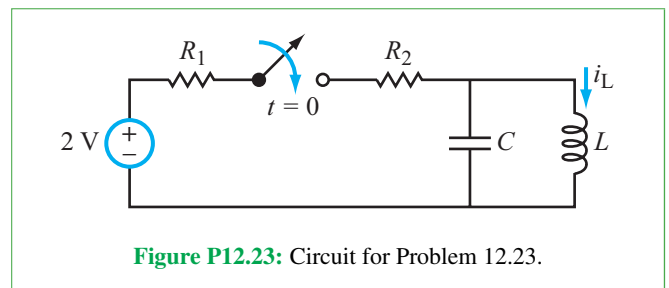 R1
R2
t = 0
iL
2 V
+
−
C
L
Figure P12.23: Circuit for Problem 12.23.